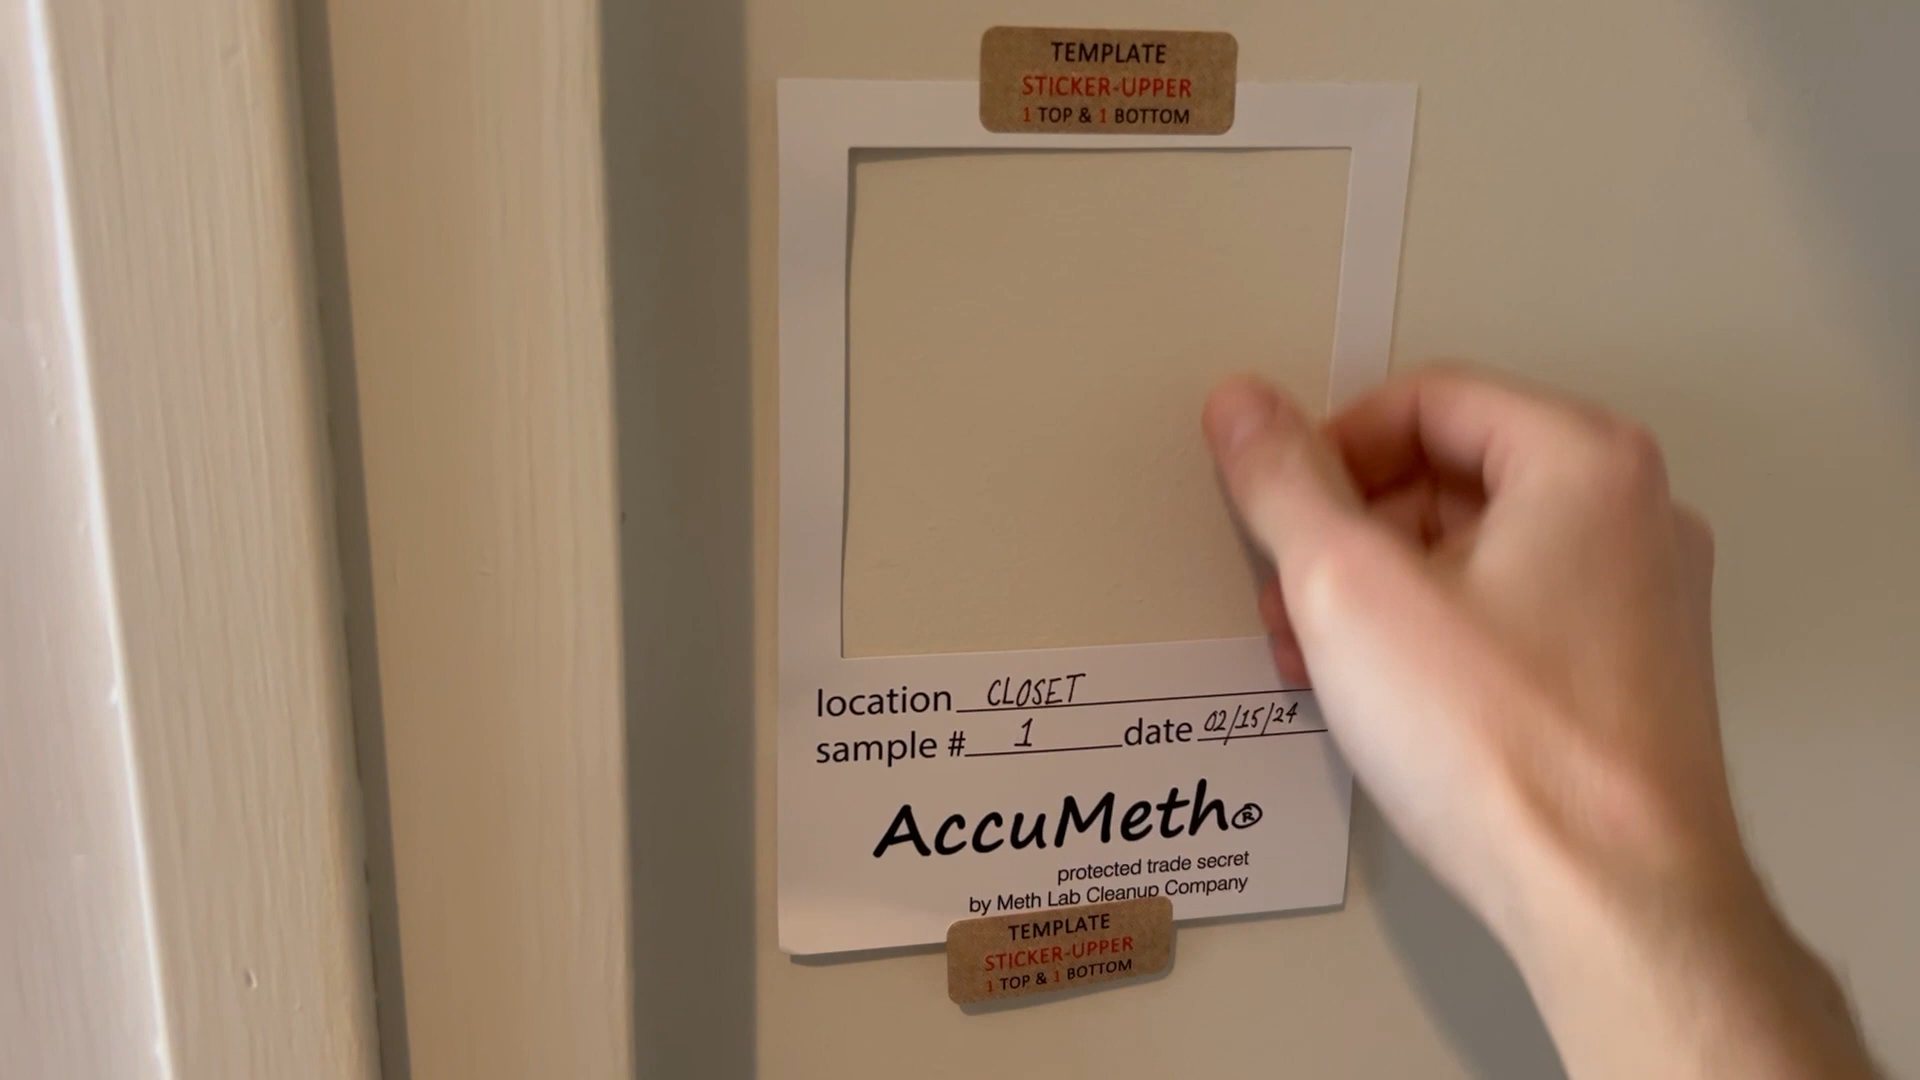 TEMPLATE
STICKER-UPPER
1 TOP & 1 BOTTOM
location CLOSET
sample # 1 date 02/15/24
AccuMeth®
protected trade secret
by Meth Lab Cleanup Company
TEMPLATE
STICKER-UPPER
1 TOP & 1 BOTTOM